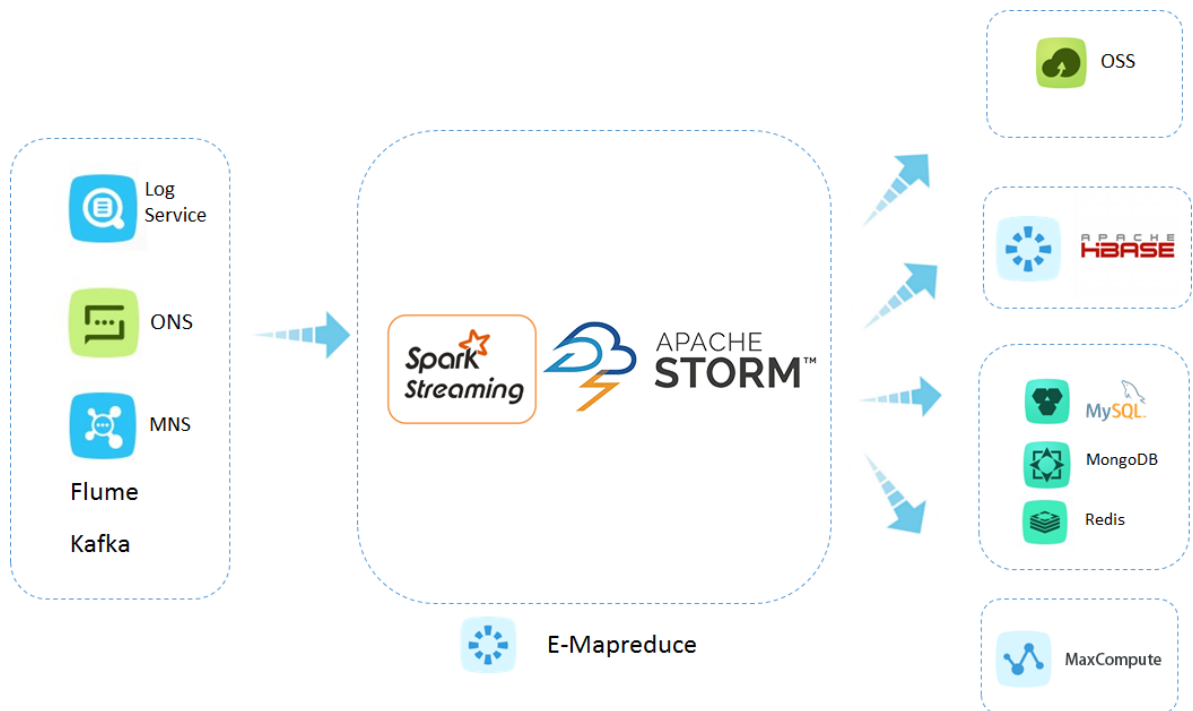 Log
Service
ONS
MNS
Flume
Kafka
Spark
Streaming
APACHE
STORM™
E-Mapreduce
OSS
APACHE
HBASE
MySQL
MongoDB
Redis
MaxCompute